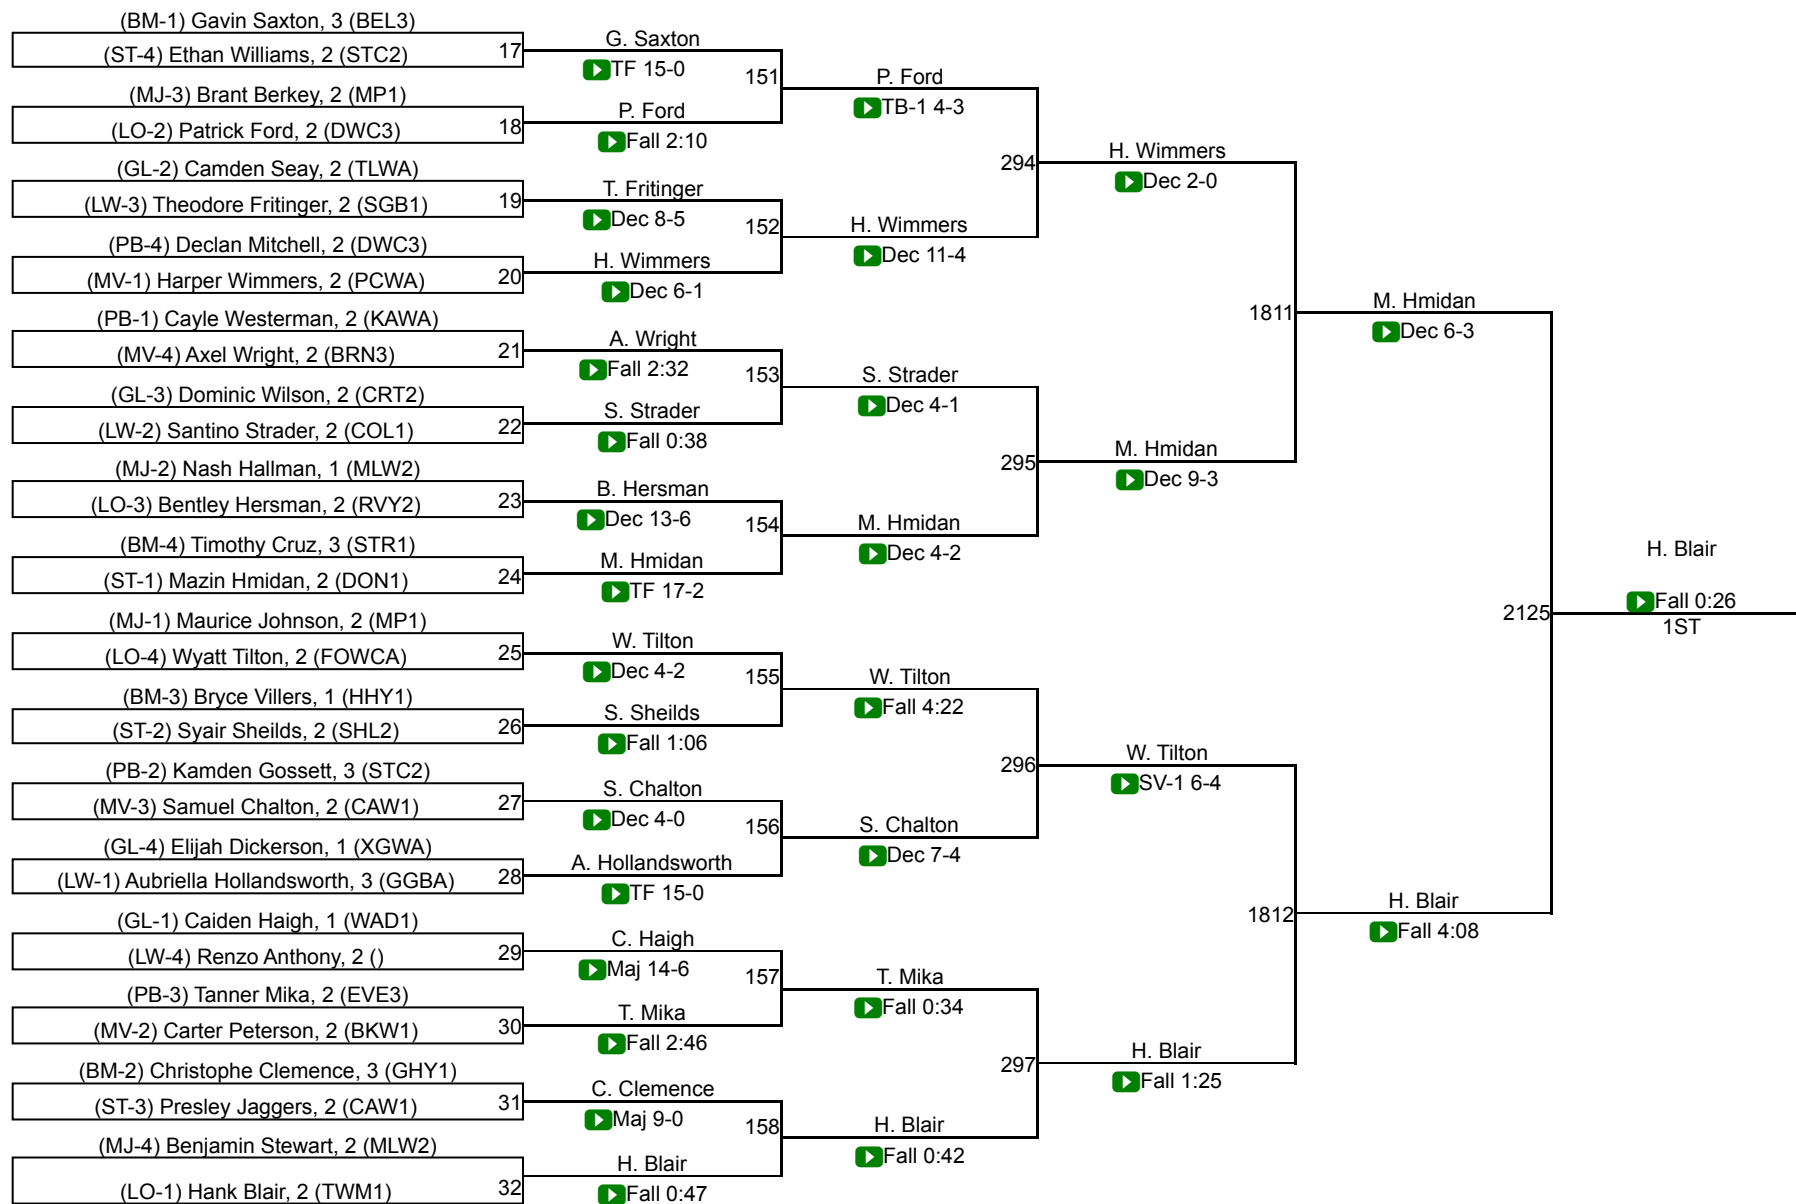 (BM-1) Gavin Saxton, 3 (BEL3)
(ST-4) Ethan Williams, 2 (STC2)
17
(MJ-3) Brant Berkey, 2 (MP1)
(LO-2) Patrick Ford, 2 (DWC3)
18
(GL-2) Camden Seay, 2 (TLWA)
(LW-3) Theodore Fritinger, 2 (SGB1)
19
(PB-4) Declan Mitchell, 2 (DWC3)
(MV-1) Harper Wimmers, 2 (PCWA)
20
(PB-1) Cayle Westerman, 2 (KAWA)
(MV-4) Axel Wright, 2 (BRN3)
21
(GL-3) Dominic Wilson, 2 (CRT2)
(LW-2) Santino Strader, 2 (COL1)
22
(MJ-2) Nash Hallman, 1 (MLW2)
(LO-3) Bentley Hersman, 2 (RVY2)
23
(BM-4) Timothy Cruz, 3 (STR1)
(ST-1) Mazin Hmidan, 2 (DON1)
24
(MJ-1) Maurice Johnson, 2 (MP1)
(LO-4) Wyatt Tilton, 2 (FOWCA)
25
(BM-3) Bryce Villers, 1 (HHY1)
(ST-2) Syair Sheilds, 2 (SHL2)
26
(PB-2) Kamden Gossett, 3 (STC2)
(MV-3) Samuel Chalton, 2 (CAW1)
27
(GL-4) Elijah Dickerson, 1 (XGWA)
(LW-1) Aubriella Hollandsworth, 3 (GGBA)
28
(GL-1) Caiden Haigh, 1 (WAD1)
(LW-4) Renzo Anthony, 2 ()
29
(PB-3) Tanner Mika, 2 (EVE3)
(MV-2) Carter Peterson, 2 (BKW1)
30
(BM-2) Christophe Clemence, 3 (GHY1)
(ST-3) Presley Jaggers, 2 (CAW1)
31
(MJ-4) Benjamin Stewart, 2 (MLW2)
(LO-1) Hank Blair, 2 (TWM1)
32
G. Saxton
TF 15-0
151
P. Ford
Fall 2:10
T. Fritinger
Dec 8-5
152
H. Wimmers
Dec 6-1
A. Wright
Fall 2:32
153
S. Strader
Fall 0:38
B. Hersman
Dec 13-6
154
M. Hmidan
TF 17-2
W. Tilton
Dec 4-2
155
S. Sheilds
Fall 1:06
S. Chalton
Dec 4-0
156
A. Hollandsworth
TF 15-0
C. Haigh
Maj 14-6
157
T. Mika
Fall 2:46
C. Clemence
Maj 9-0
158
H. Blair
Fall 0:47
P. Ford
TB-1 4-3
294
H. Wimmers
Dec 11-4
S. Strader
Dec 4-1
295
M. Hmidan
Dec 4-2
W. Tilton
Fall 4:22
296
S. Chalton
Dec 7-4
T. Mika
Fall 0:34
297
H. Blair
Fall 0:42
H. Wimmers
Dec 2-0
1811
M. Hmidan
Dec 9-3
W. Tilton
SV-1 6-4
1812
H. Blair
Fall 1:25
M. Hmidan
Dec 6-3
2125
H. Blair
Fall 4:08
H. Blair
Fall 0:26
1ST